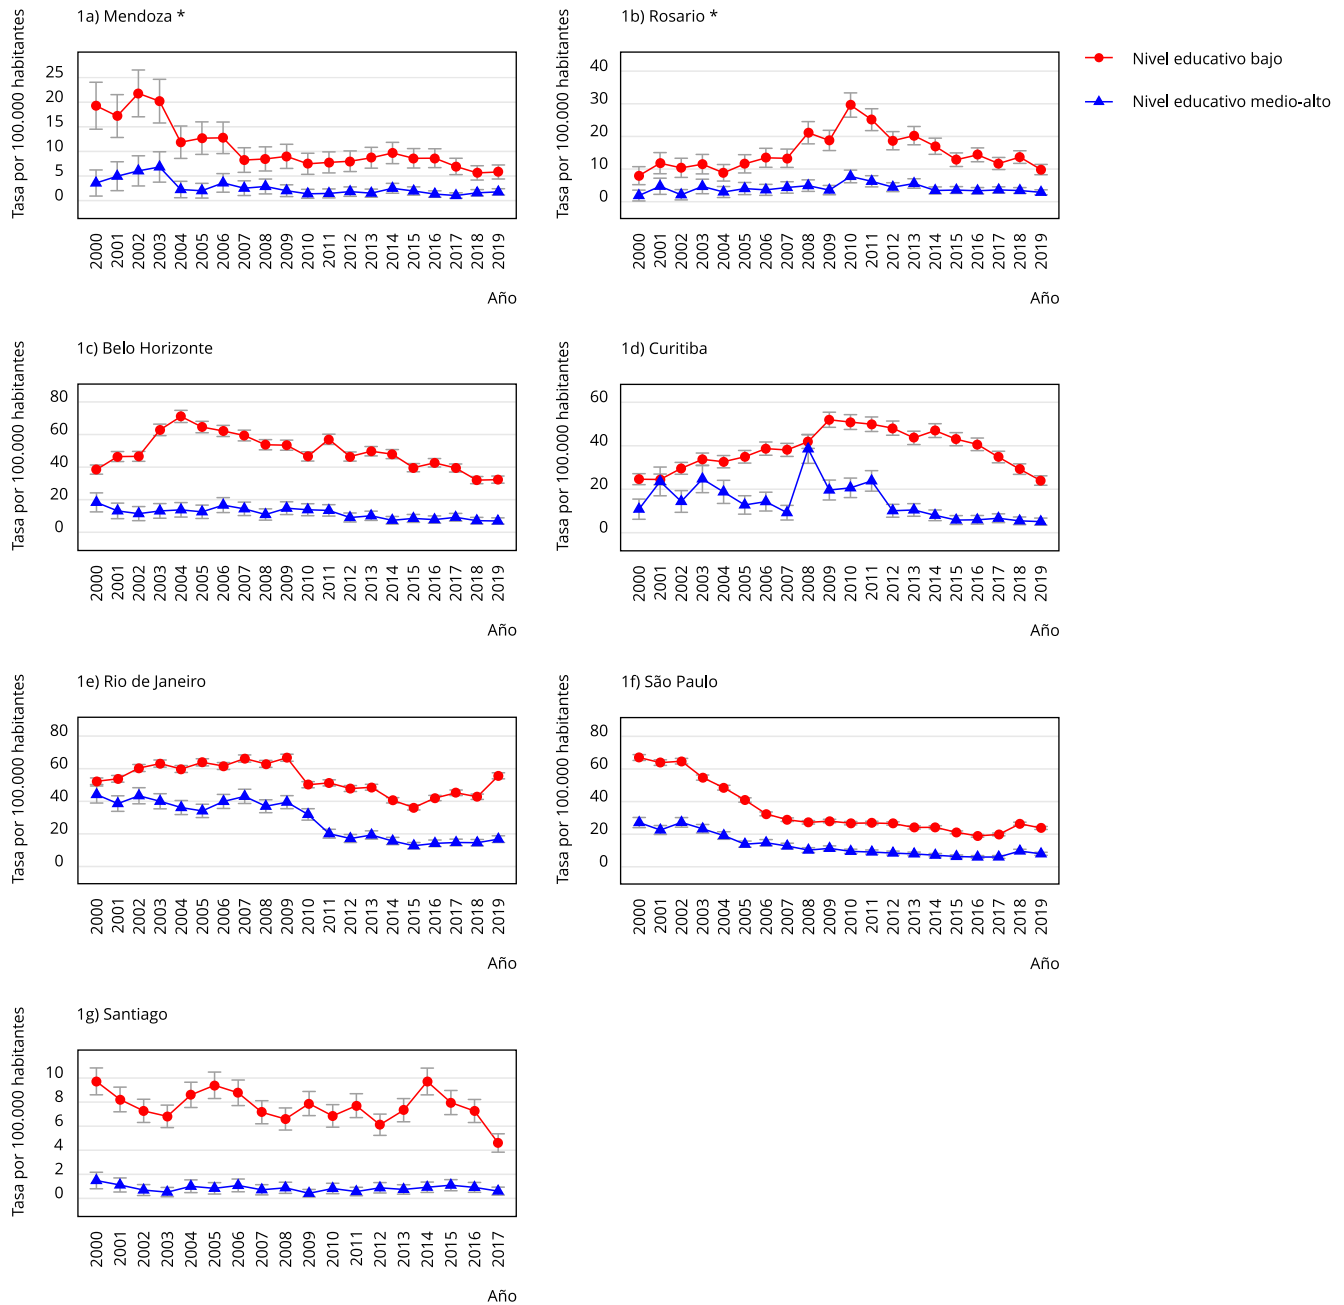 1a) Mendoza *
Tasa por 100.000 habitantes
25
20
15
10
5
0
2000 2001 2002 2003 2004 2005 2006 2007 2008 2009 2010 2011 2012 2013 2014 2015 2016 2017 2018 2019
Año
1b) Rosario *
Tasa por 100.000 habitantes
40
30
20
10
0
2000 2001 2002 2003 2004 2005 2006 2007 2008 2009 2010 2011 2012 2013 2014 2015 2016 2017 2018 2019
Año
Nivel educativo bajo
Nivel educativo medio-alto
1c) Belo Horizonte
Tasa por 100.000 habitantes
80
60
40
20
0
2000 2001 2002 2003 2004 2005 2006 2007 2008 2009 2010 2011 2012 2013 2014 2015 2016 2017 2018 2019
Año
1d) Curitiba
Tasa por 100.000 habitantes
60
40
20
0
2000 2001 2002 2003 2004 2005 2006 2007 2008 2009 2010 2011 2012 2013 2014 2015 2016 2017 2018 2019
Año
1e) Rio de Janeiro
Tasa por 100.000 habitantes
80
60
40
20
0
2000 2001 2002 2003 2004 2005 2006 2007 2008 2009 2010 2011 2012 2013 2014 2015 2016 2017 2018 2019
Año
1f) São Paulo
Tasa por 100.000 habitantes
80
60
40
20
0
2000 2001 2002 2003 2004 2005 2006 2007 2008 2009 2010 2011 2012 2013 2014 2015 2016 2017 2018 2019
Año
1g) Santiago
Tasa por 100.000 habitantes
10
8
6
4
2
0
2000 2001 2002 2003 2004 2005 2006 2007 2008 2009 2010 2011 2012 2013 2014 2015 2016 2017
Año